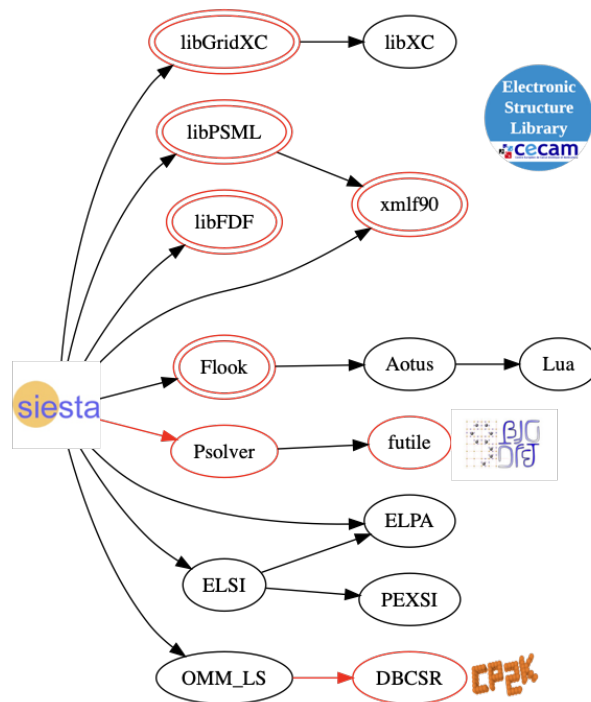 libGridXC
libXC
Electronic
Structure
Library
cecam
libPSML
xmlf90
libFDF
siesta
Flook
Aotus
Lua
Psolver
futile
BIG
DFT
ELPA
ELSI
PEXSI
OMM_LS
DBCSR
CP2K